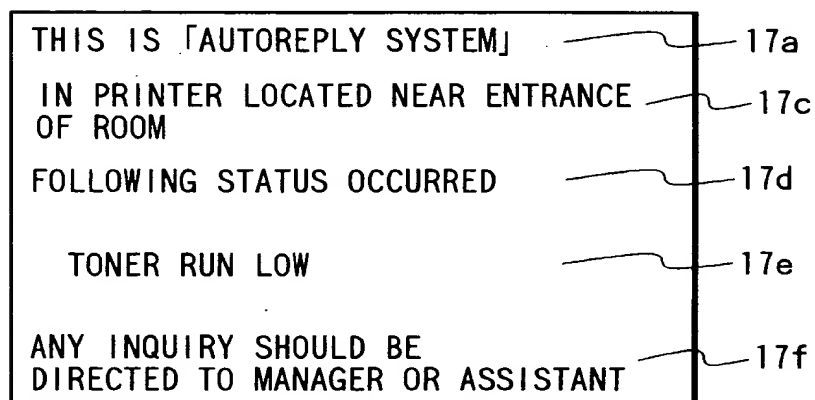 THIS IS「AUTOREPLY SYSTEM」 17a
IN PRINTER LOCATED NEAR ENTRANCE 17c
OF ROOM
FOLLOWING STATUS OCCURRED 17d
TONER RUN LOW 17e
ANY INQUIRY SHOULD BE 17f
DIRECTED TO MANAGER OR ASSISTANT